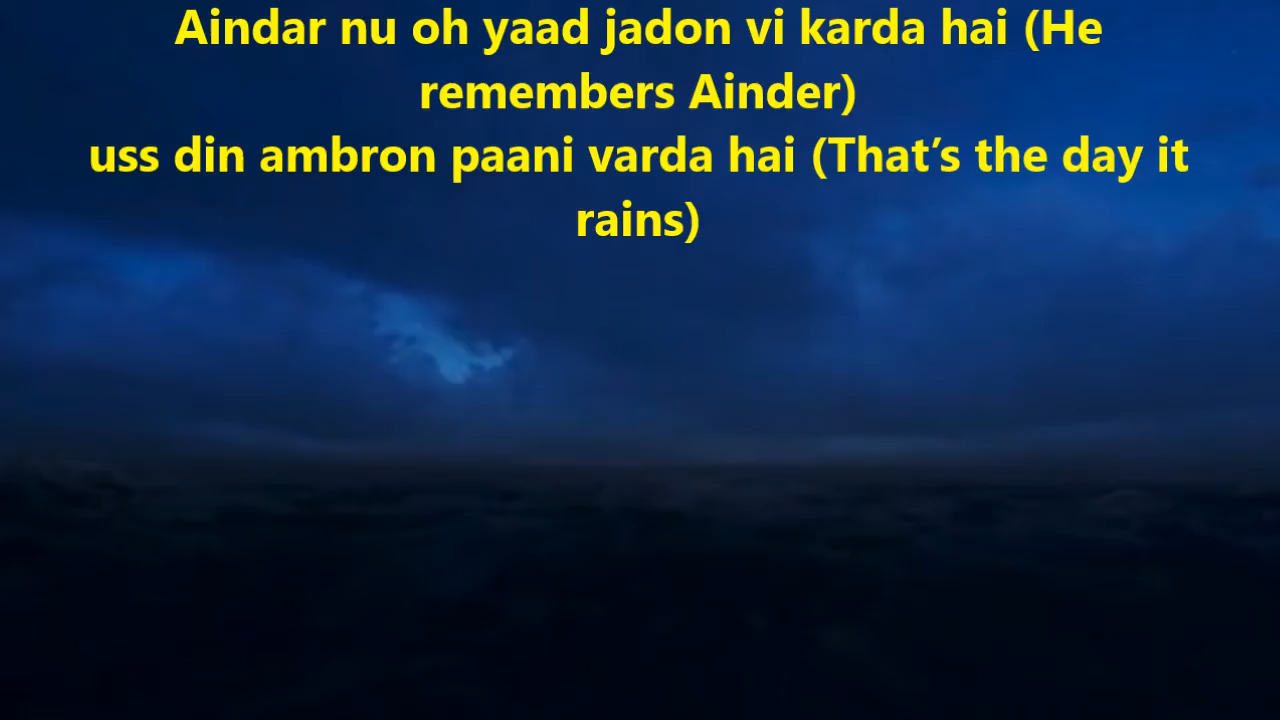 Aindar nu oh yaad jadon vi karda hai (He
remembers Ainder)
uss din ambron paani varda hai (That’s the day it
rains)